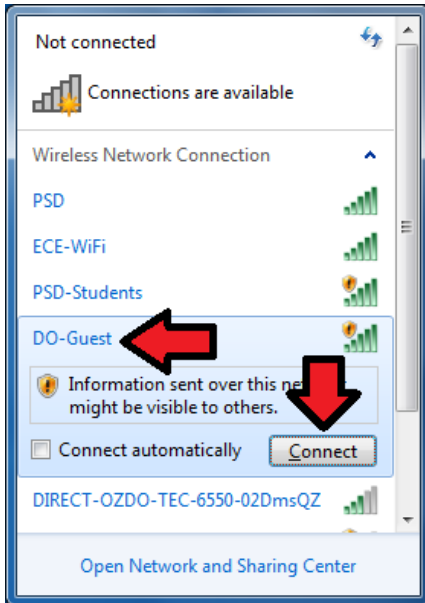 Not connected
Connections are available
Wireless Network Connection
PSD
ECE-WiFi
PSD-Students
DO-Guest
Information sent over this
might be visible to others.
Connect automatically
Connect
DIRECT-OZDO-TEC-6550-02DmsQZ
Open Network and Sharing Center